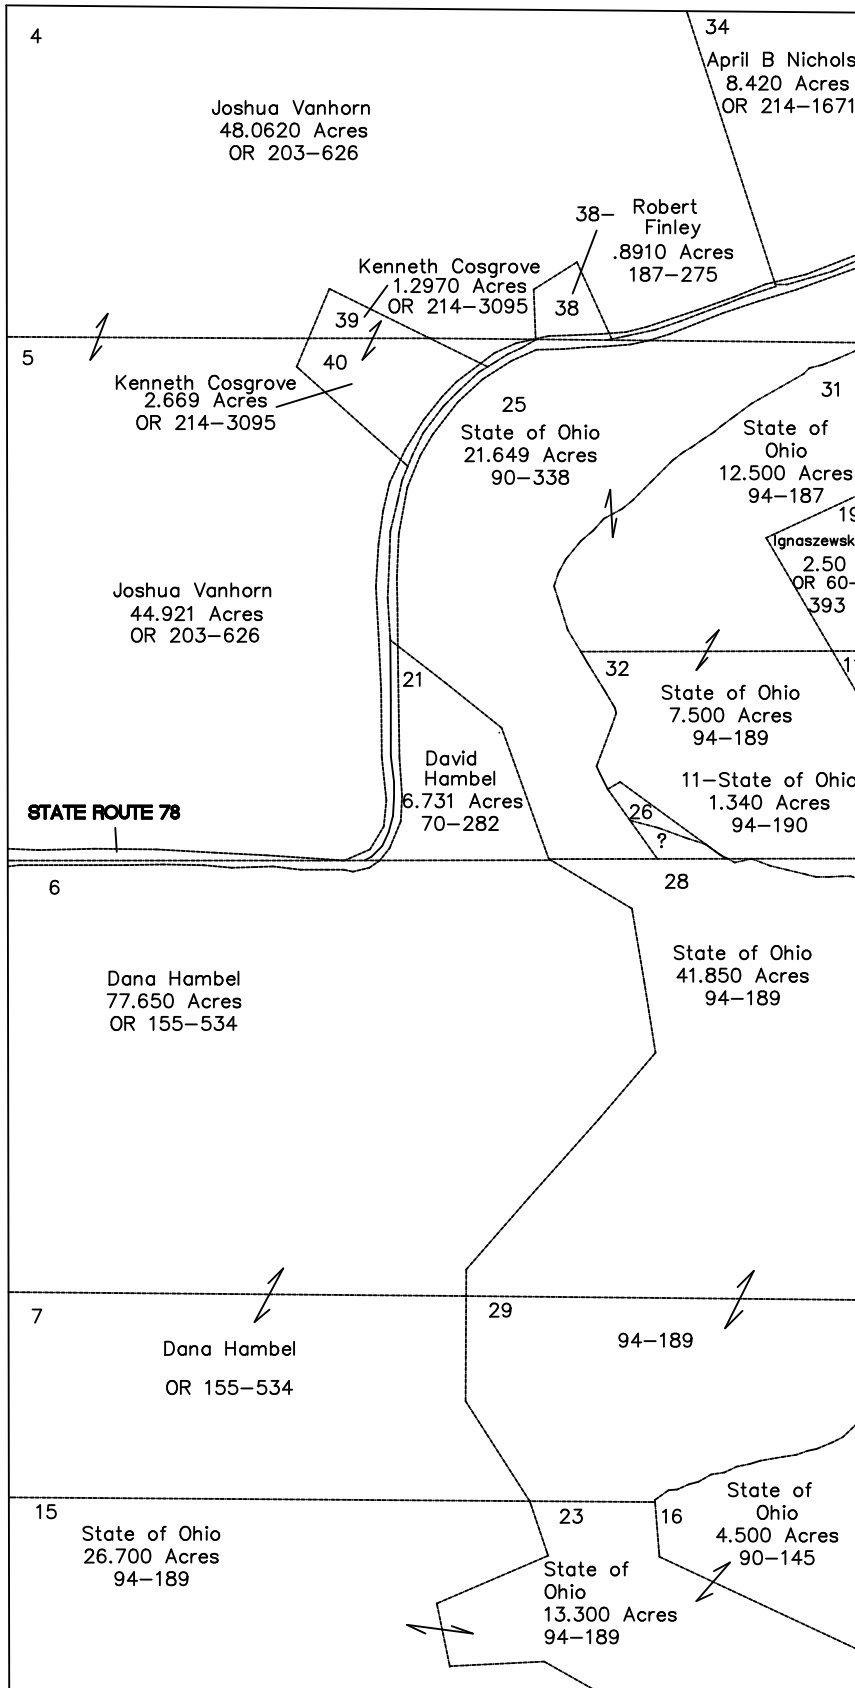 4
34
April B Nichols
8.420 Acres
OR 214-1671
Joshua Vanhorn
48.0620 Acres
OR 203-626
38-
Robert
Finley
.8910 Acres
187-275
38
Kenneth Cosgrove
1.2970 Acres
OR 214-3095
39
5
40
Kenneth Cosgrove
2.669 Acres
OR 214-3095
25
State of Ohio
21.649 Acres
90-338
31
State of
Ohio
12.500 Acres
94-187
19
Ignaszewsk
2.50
OR 60-
393
Joshua Vanhorn
44.921 Acres
OR 203-626
21
32
State of Ohio
7.500 Acres
94-189
David
Hambel
6.731 Acres
70-282
11-State of Ohio
1.340 Acres
94-190
26
?
STATE ROUTE 78
6
28
Dana Hambel
77.650 Acres
OR 155-534
State of Ohio
41.850 Acres
94-189
7
29
Dana Hambel
OR 155-534
94-189
15
State of Ohio
26.700 Acres
94-189
23
16
State of
Ohio
4.500 Acres
90-145
State of
Ohio
13.300 Acres
94-189